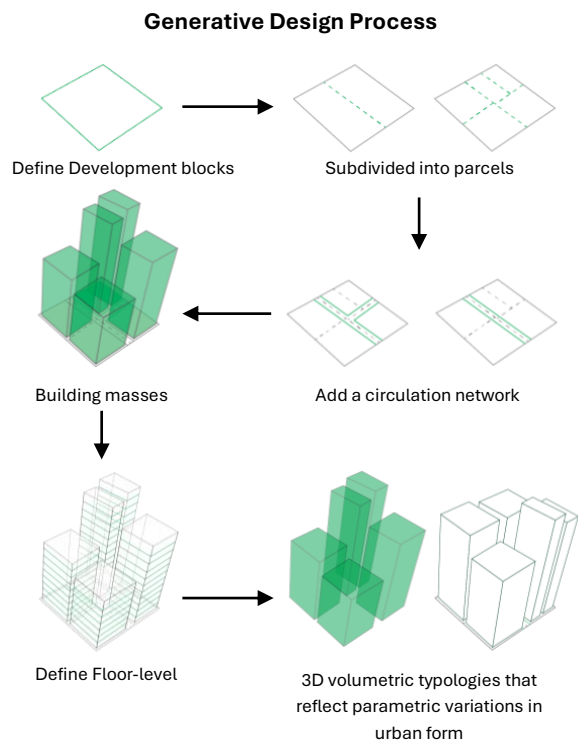 Generative Design Process
Define Development blocks
Subdivided into parcels
Building masses
Add a circulation network
Define Floor-level
3D volumetric typologies that
reflect parametric variations in
urban form